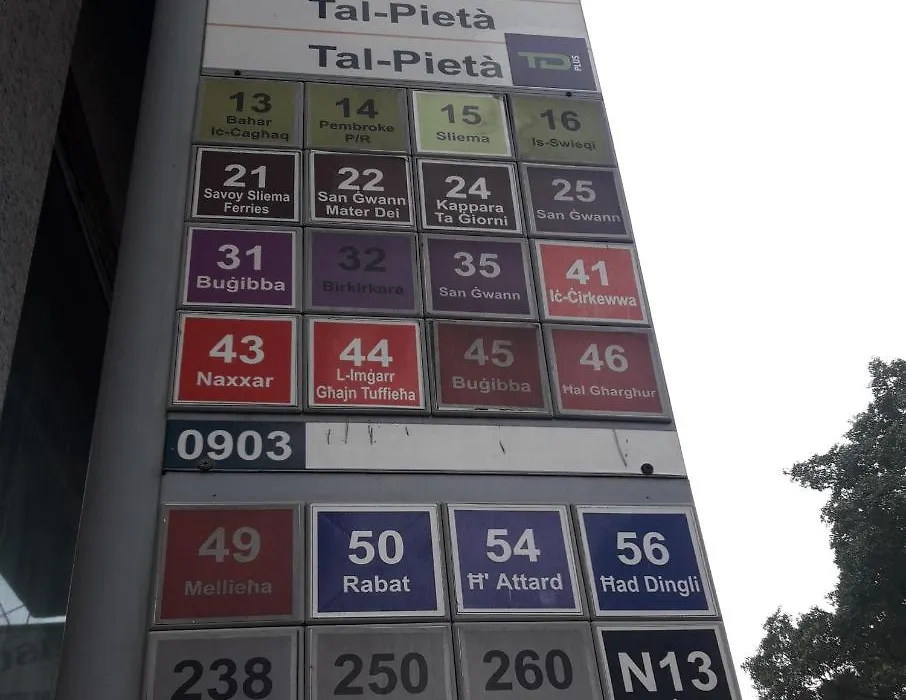 Tal-Pietà
Tal-Pietà
TD PLUS
13
Baħar
Iċ-Ċagħaq
14
Pembroke
P/R
15
Sliema
16
Is-Swieqi
21
Savoy Sliema
Ferries
22
San Ġwann
Mater Dei
24
Kappara
Ta Giorni
25
San Ġwann
31
Buġibba
32
Birkirkara
35
San Ġwann
41
Iċ-Ċirkewwa
43
Naxxar
44
L-Imġarr
Għajn Tuffieħa
45
Buġibba
46
Ħal Għargħur
0903
49
Mellieħa
50
Rabat
54
Ħ' Attard
56
Ħad Dingli
238
250
260
N13